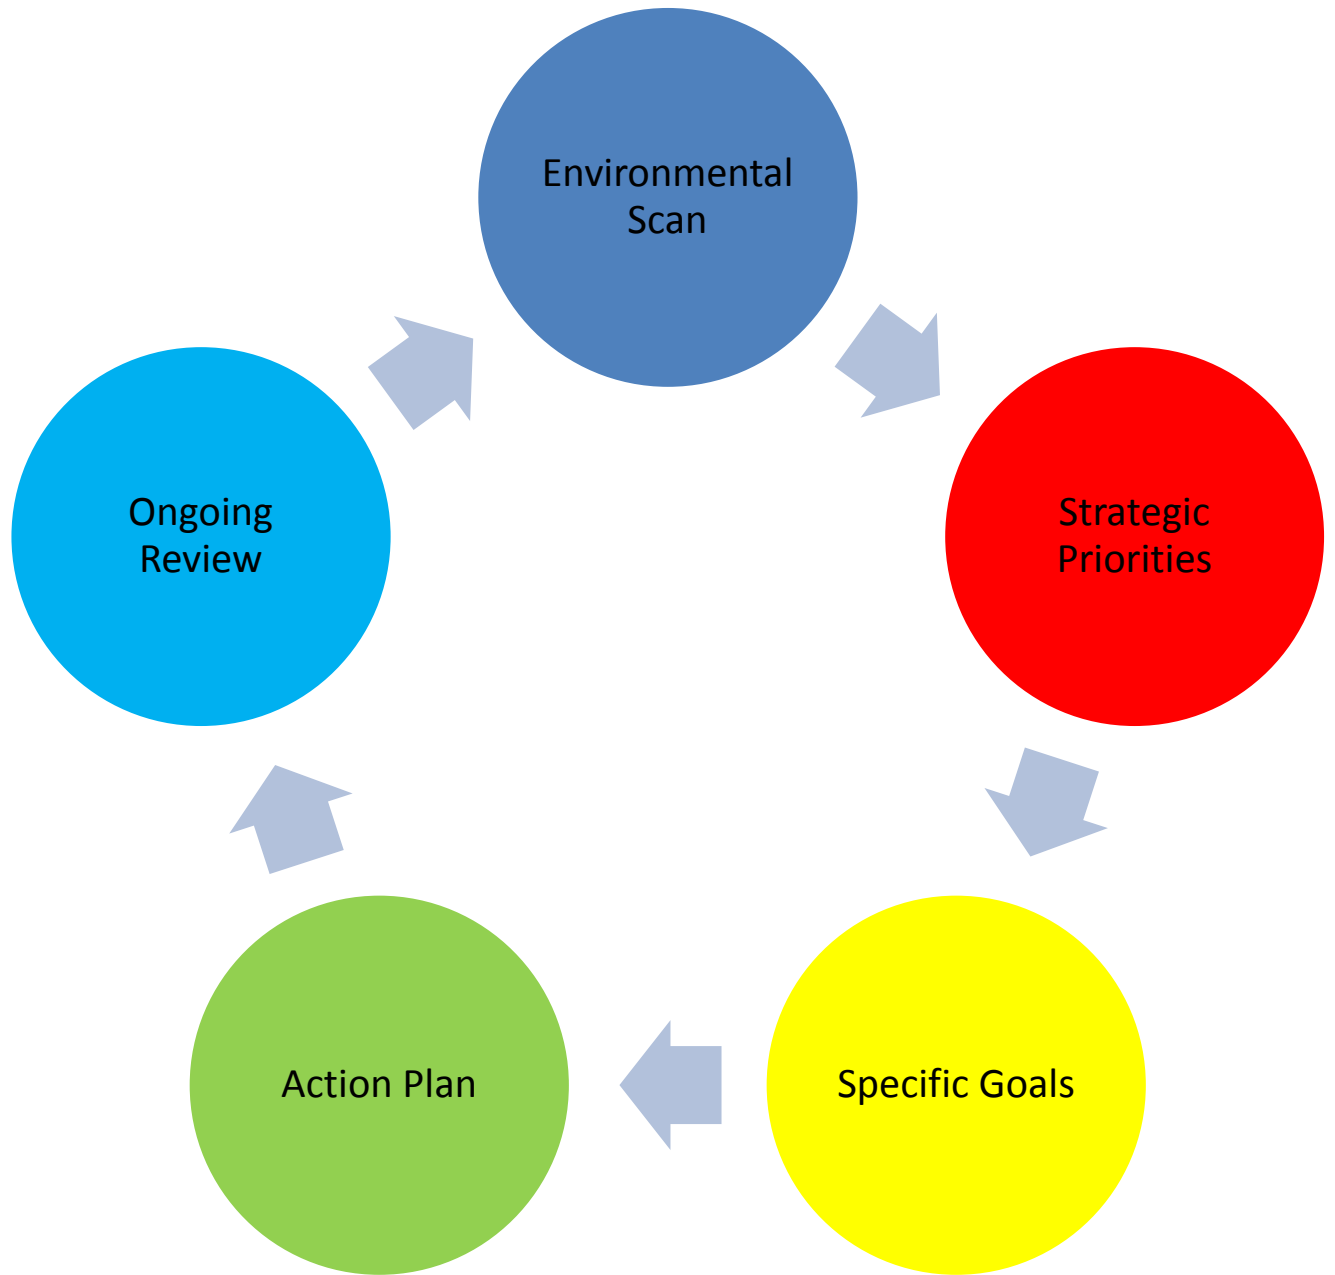 Environmental
Scan
Strategic
Priorities
Specific Goals
Action Plan
Ongoing
Review